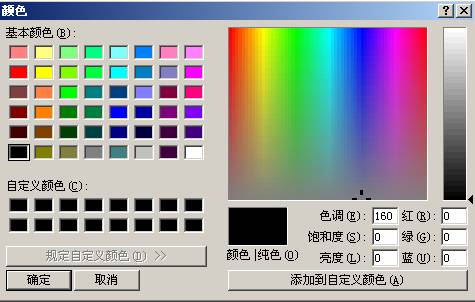 颜色
基本颜色(B):
自定义颜色(C):
规定自定义颜色(D) >>
确定 取消
颜色|纯色(O)
色调(E): 160 红(R): 0
饱和度(S): 0 绿(G): 0
亮度(L): 0 蓝(U): 0
添加到自定义颜色(A)